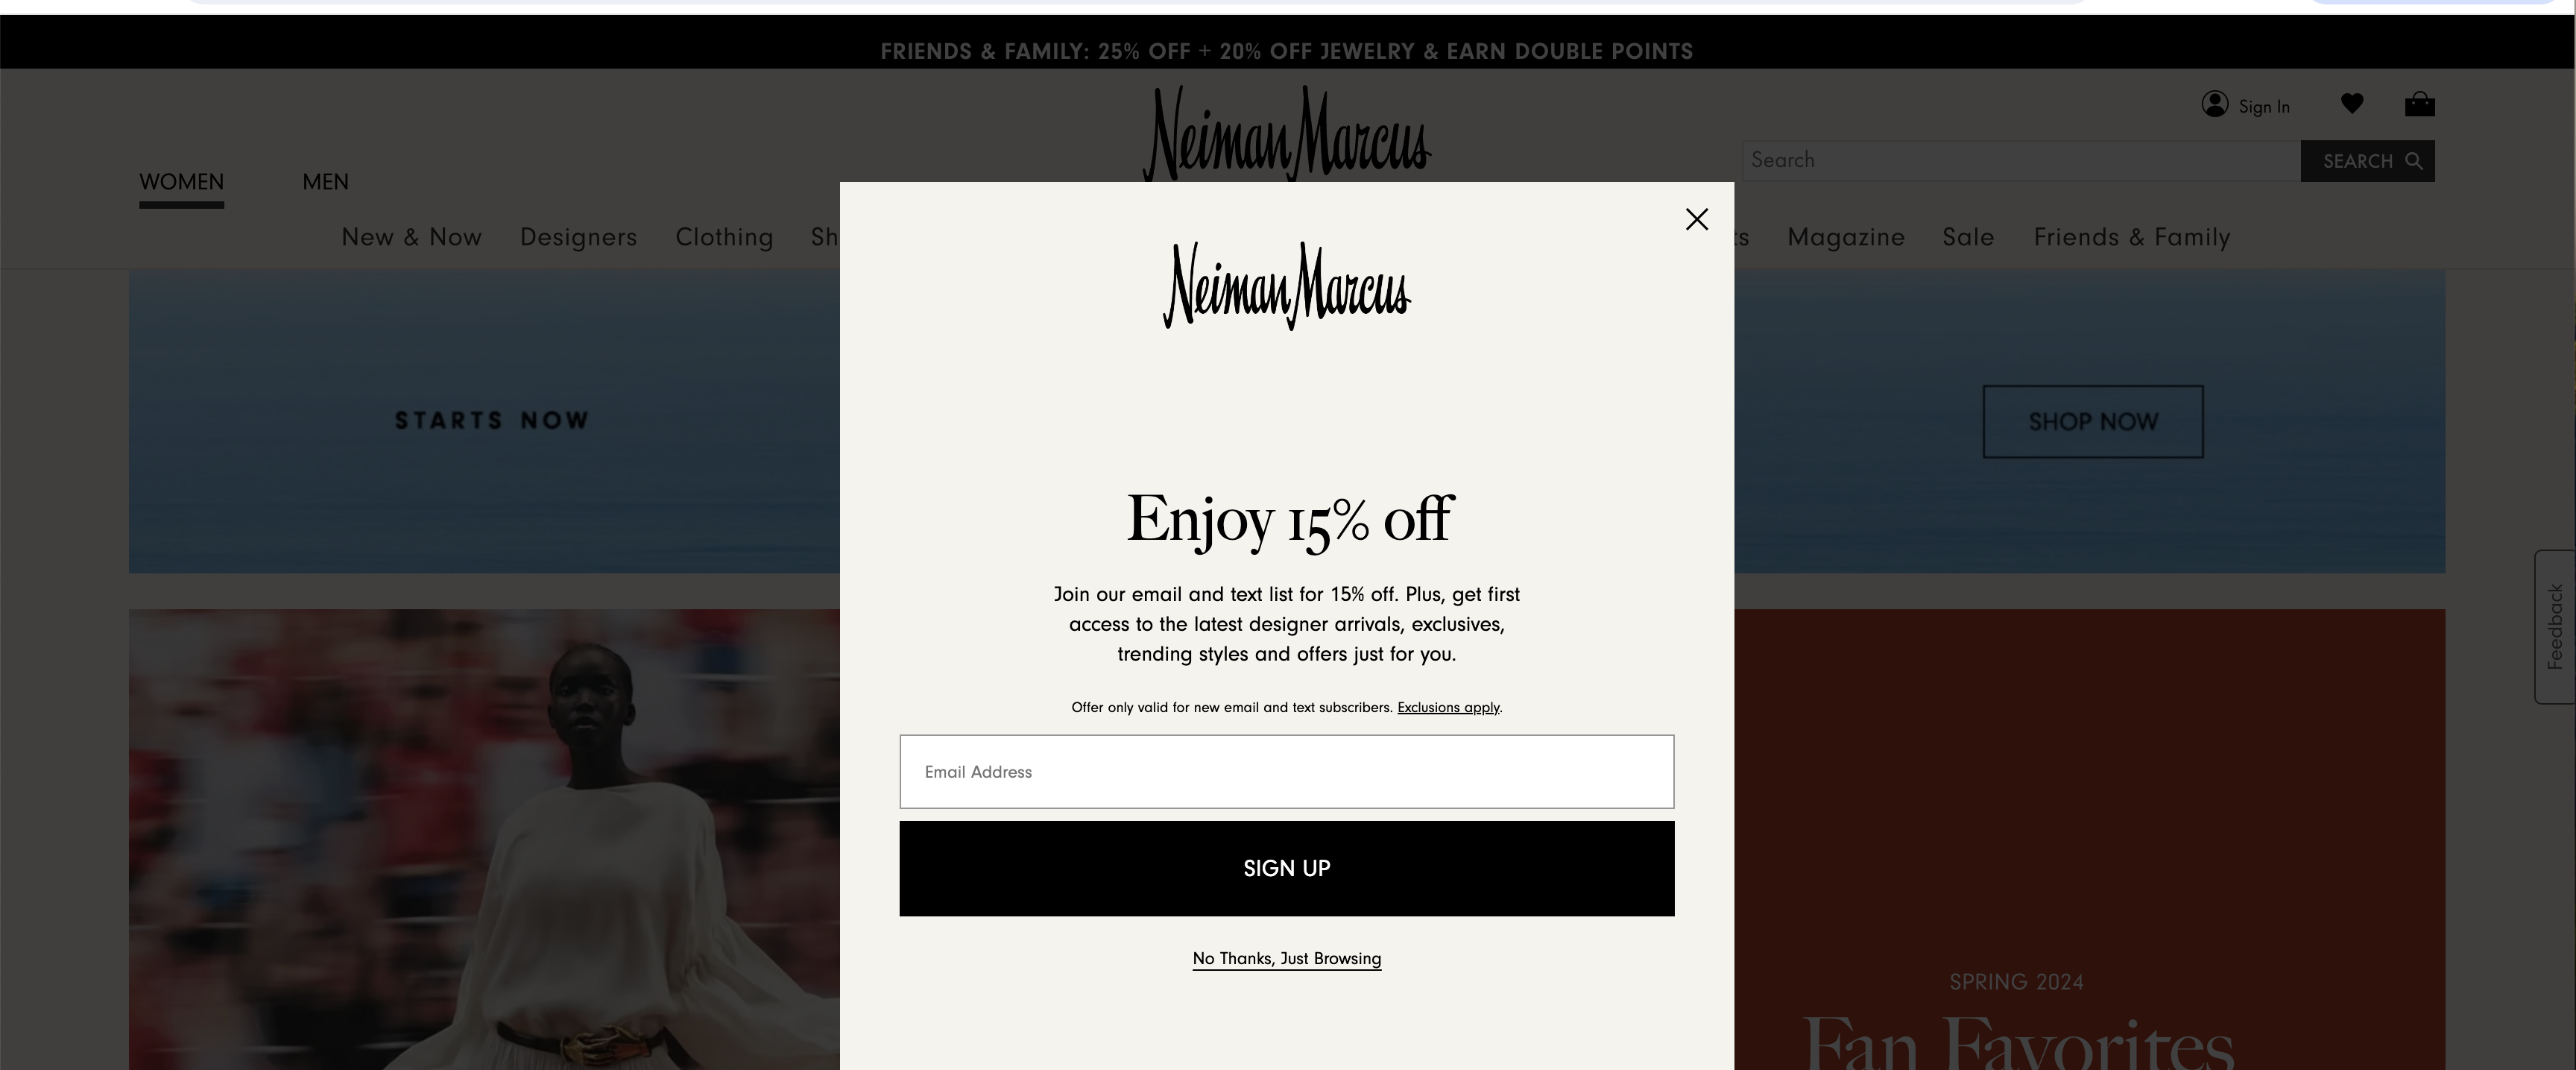 FRIENDS & FAMILY: 25% OFF + 20% OFF JEWELRY & EARN DOUBLE POINTS
Neiman Marcus
Sign In
Search
SEARCH
WOMEN
MEN
New & Now
Designers
Clothing
Magazine
Sale
Friends & Family
Neiman Marcus
STARTS NOW
SHOP NOW
Enjoy 15% off
Join our email and text list for 15% off. Plus, get first
access to the latest designer arrivals, exclusives,
trending styles and offers just for you.
Offer only valid for new email and text subscribers. Exclusions apply.
Email Address
SIGN UP
No Thanks, Just Browsing
Feedback
SPRING 2024
Fan Favorites